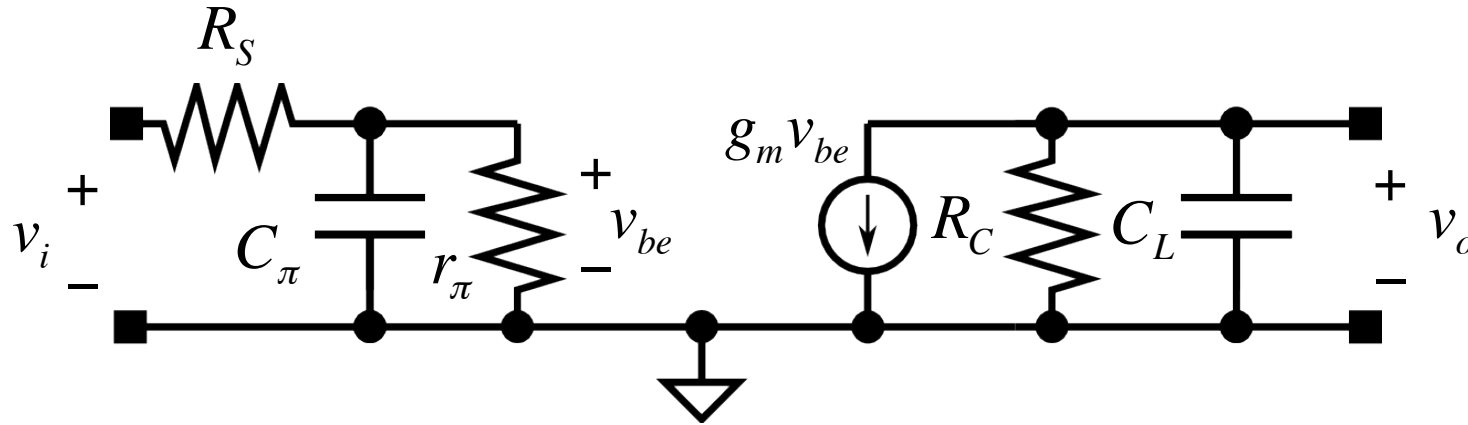 R_S
g_m v_be
+ + +
v_i C_π r_π v_be R_C C_L v_o
− − −